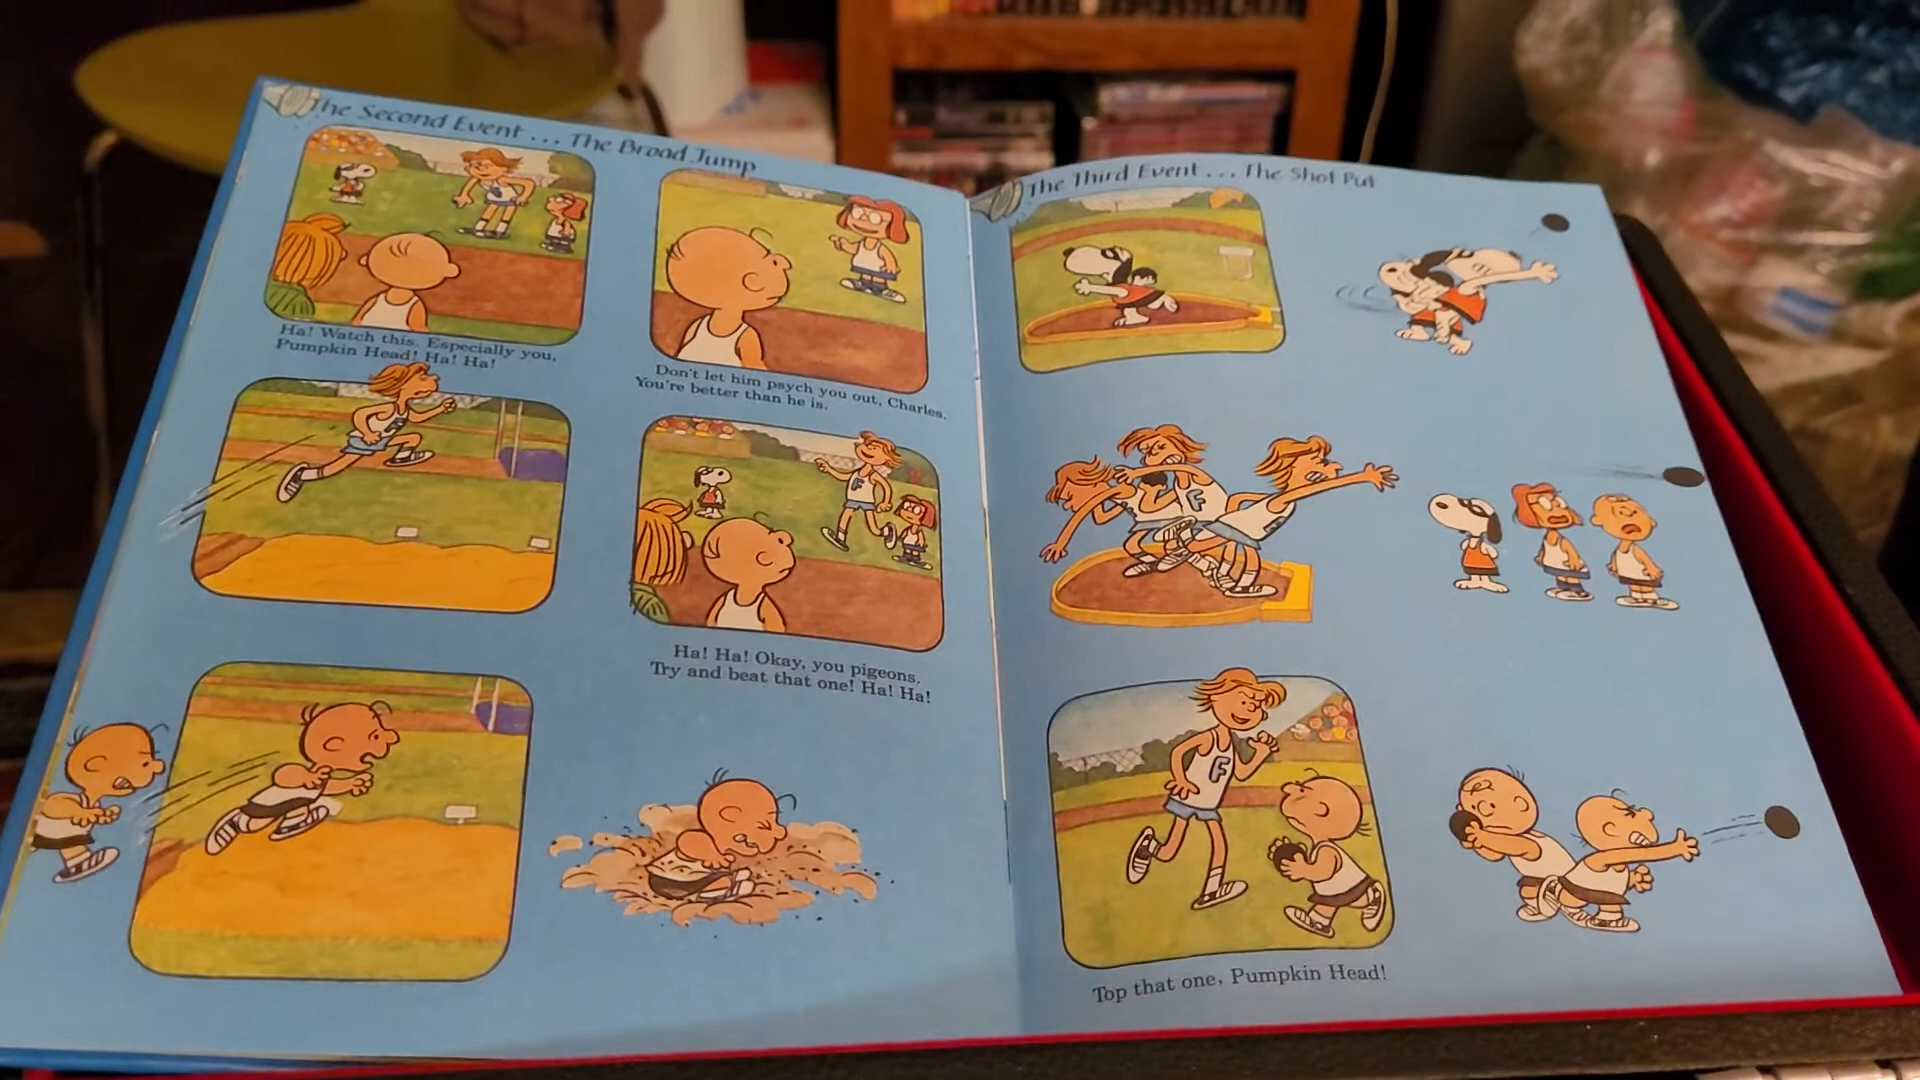 The Second Event... The Broad Jump
Ha! Watch this. Especially you,
Pumpkin Head! Ha! Ha!
Don't let him psych you out, Charles.
You're better than he is.
F
F
Ha! Ha! Okay, you pigeons.
Try and beat that one! Ha! Ha!
The Third Event... The Shot Put
F
F
F
Top that one, Pumpkin Head!